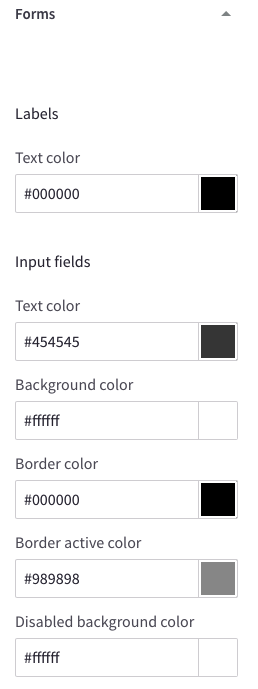 Forms
Labels
Text color
#000000
Input fields
Text color
#454545
Background color
#ffffff
Border color
#000000
Border active color
#989898
Disabled background color
#ffffff